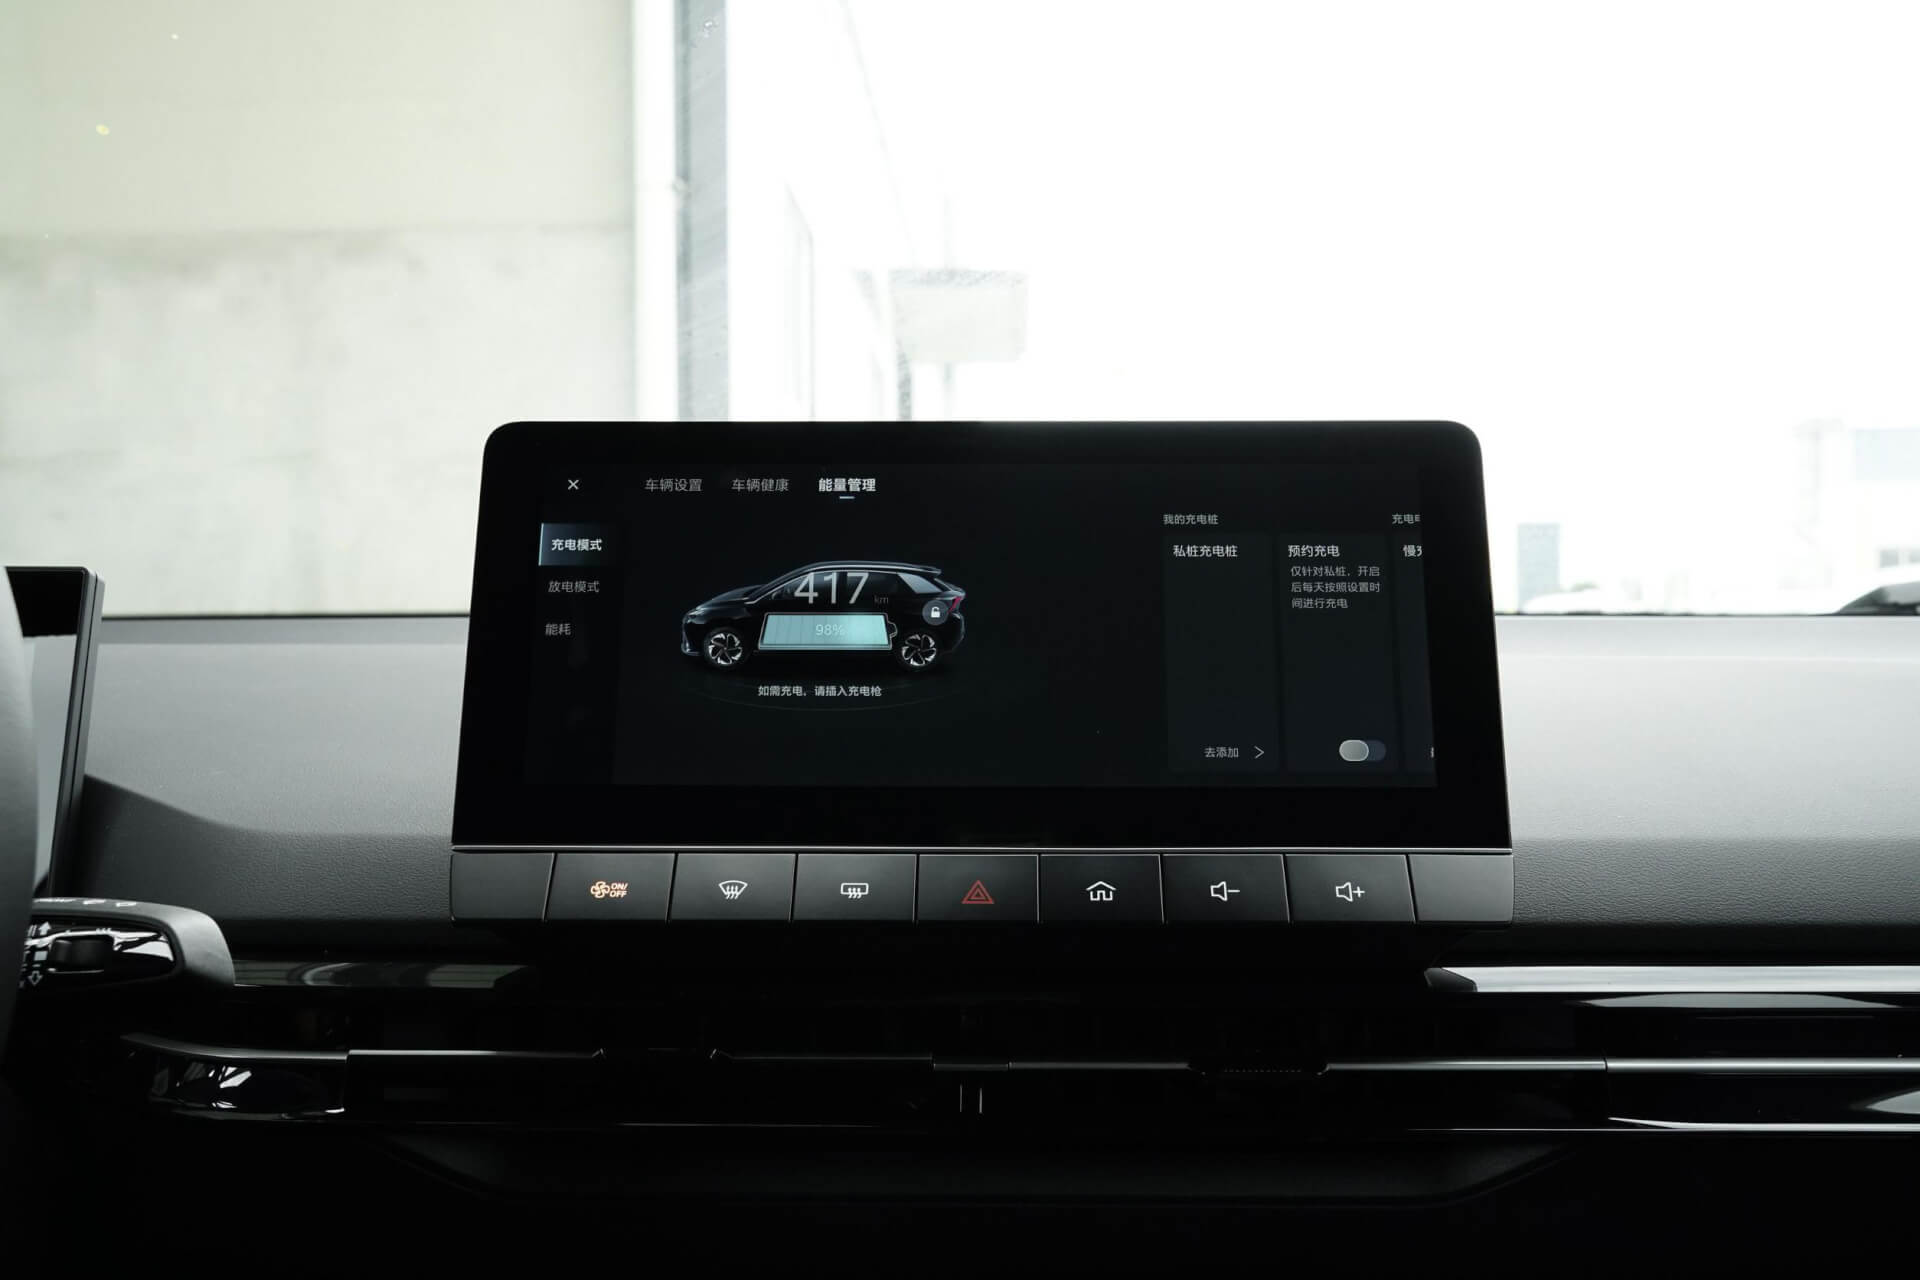 车辆设置 车辆健康 能量管理
我的充电桩
充电模式
放电模式
能耗
417 km
98%
如需充电，请插入充电枪
私桩充电桩
去添加
预约充电
仅针对私桩，开启
后每天按照设置时
间进行充电
ON/
OFF